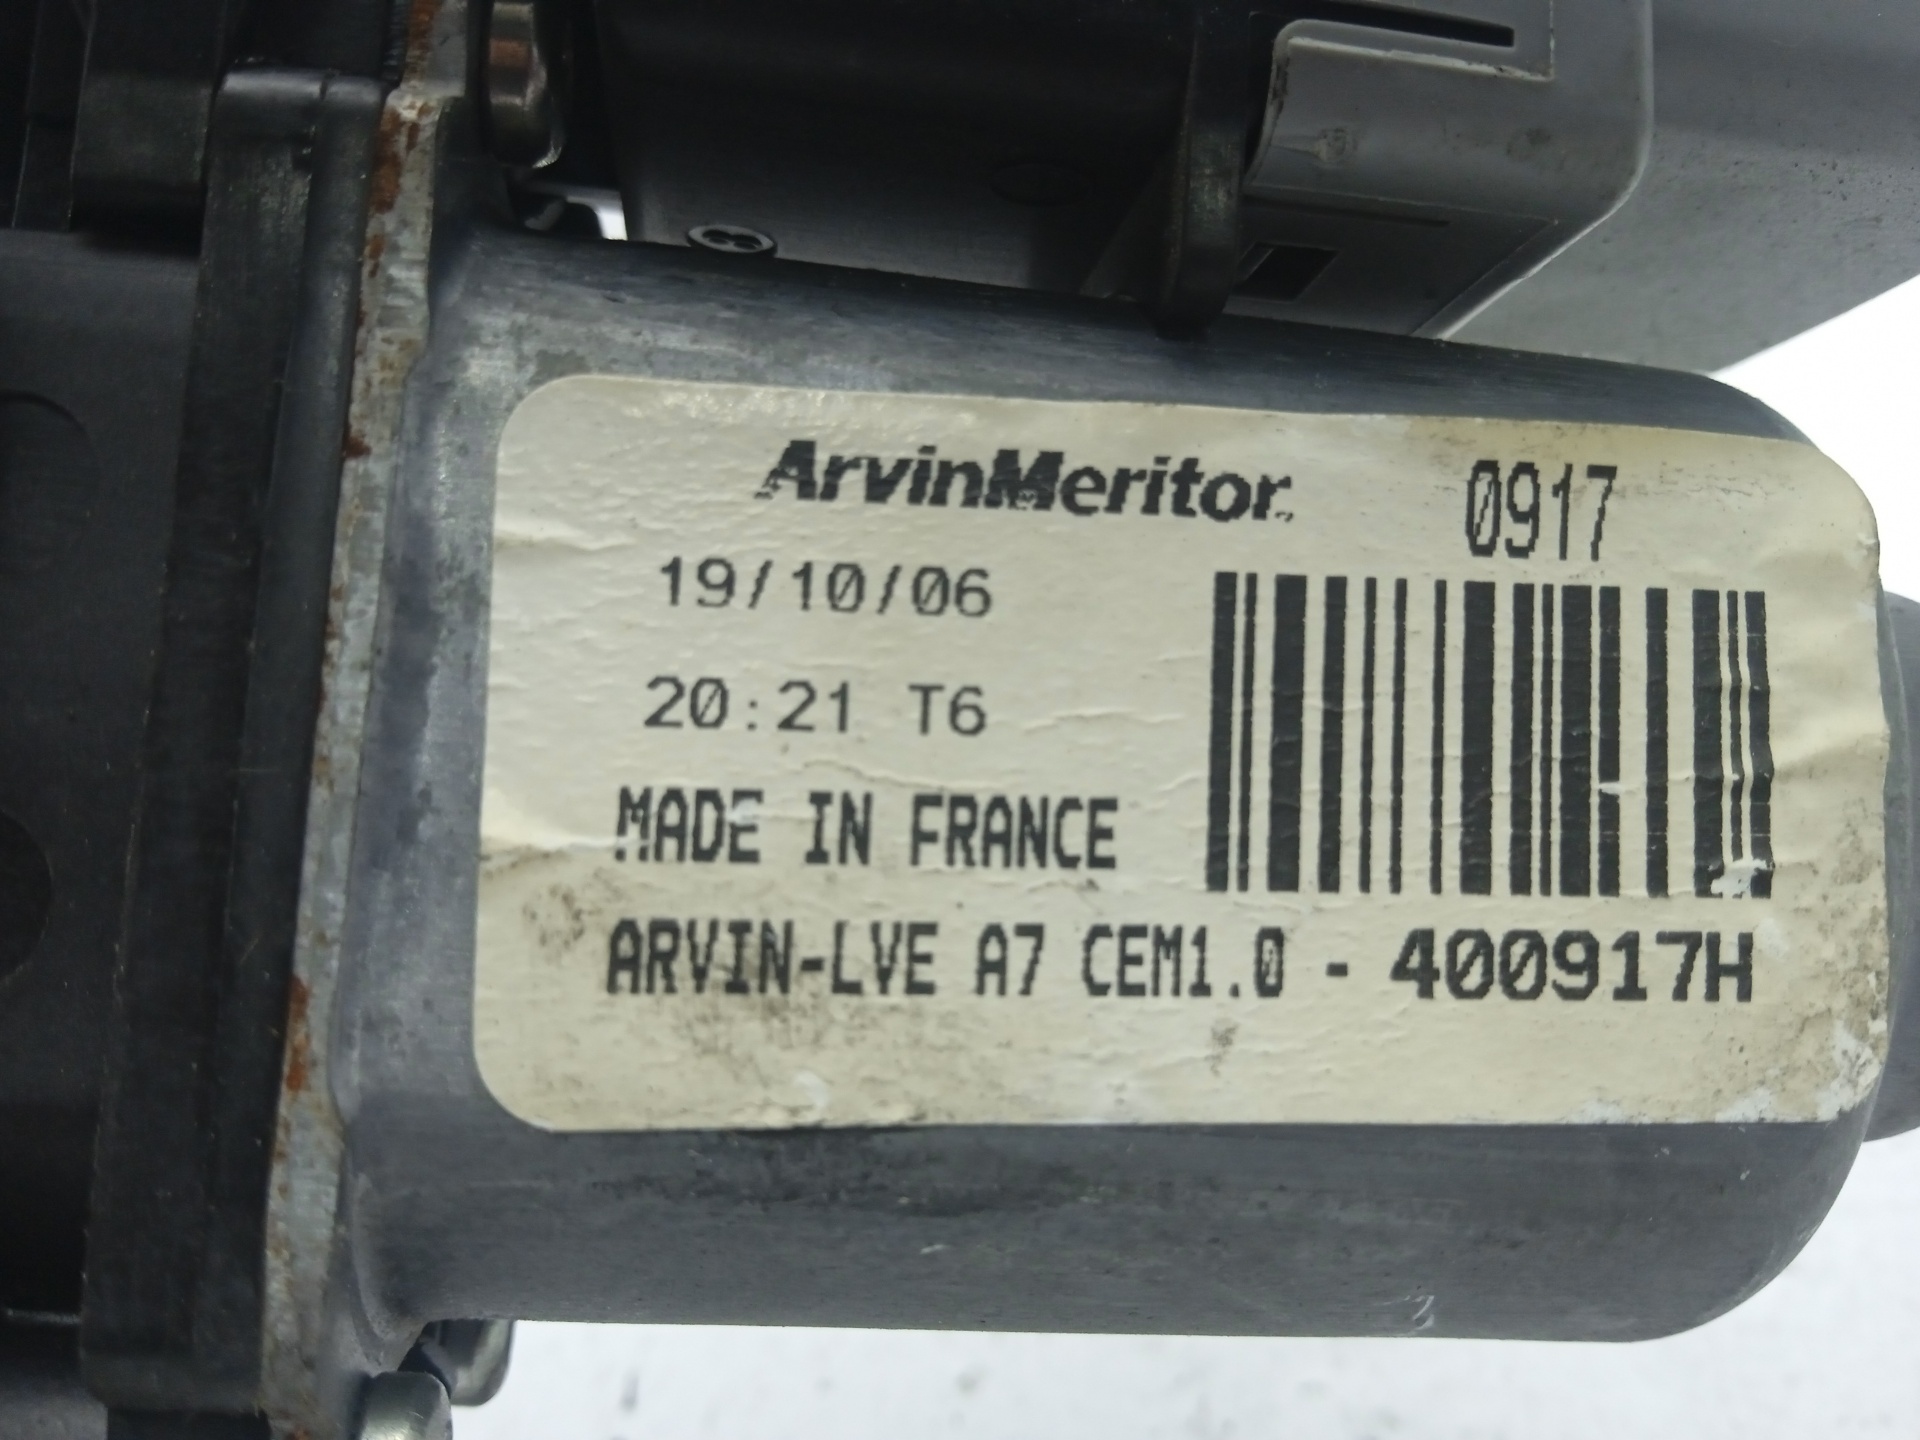 ArvinMeritor
0917
19/10/06
20:21 T6
MADE IN FRANCE
ARVIN-LVE A7 CEM1.0 - 400917H